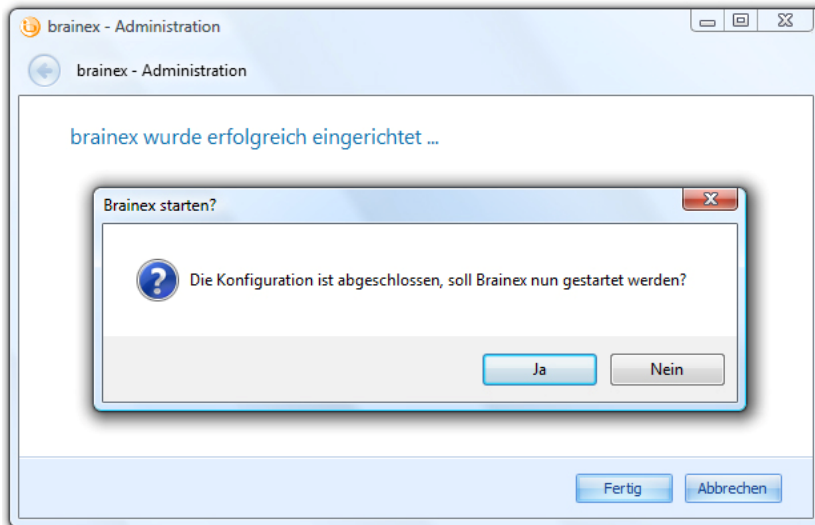 brainex - Administration
brainex - Administration
brainex wurde erfolgreich eingerichtet ...
Brainex starten?
Die Konfiguration ist abgeschlossen, soll Brainex nun gestartet werden?
Ja
Nein
Fertig
Abbrechen